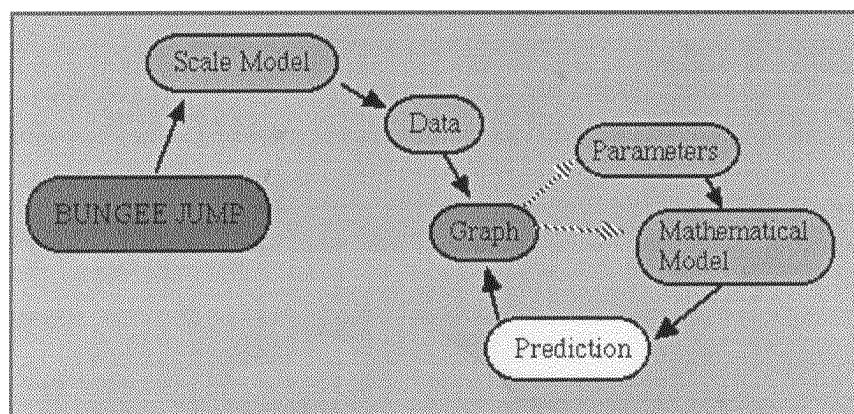 Scale Model
Data
Parameters
BUNGEE JUMP
Graph
Mathematical
Model
Prediction